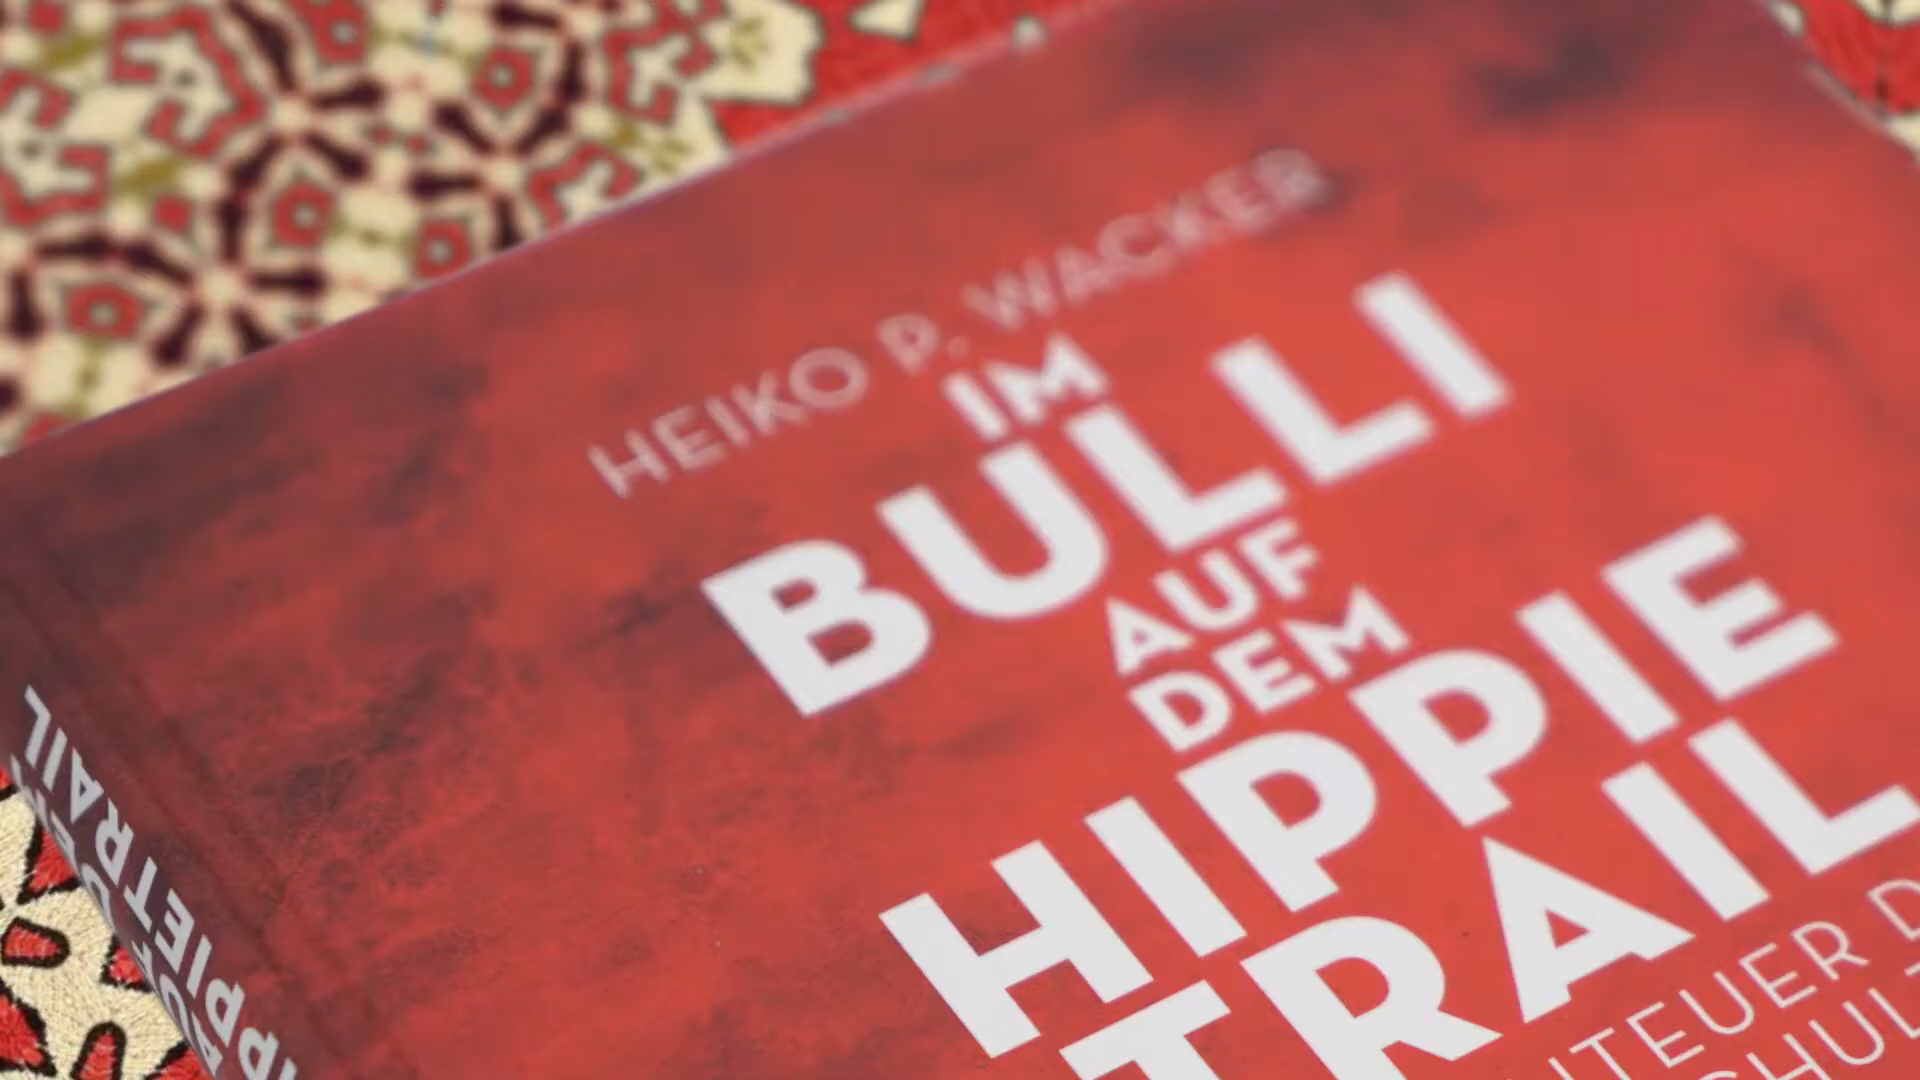 HEIKO P. WACKER
IM
BULLI
AUF
DEM
HIPPIE
TRAIL
HIPPIETRAIL